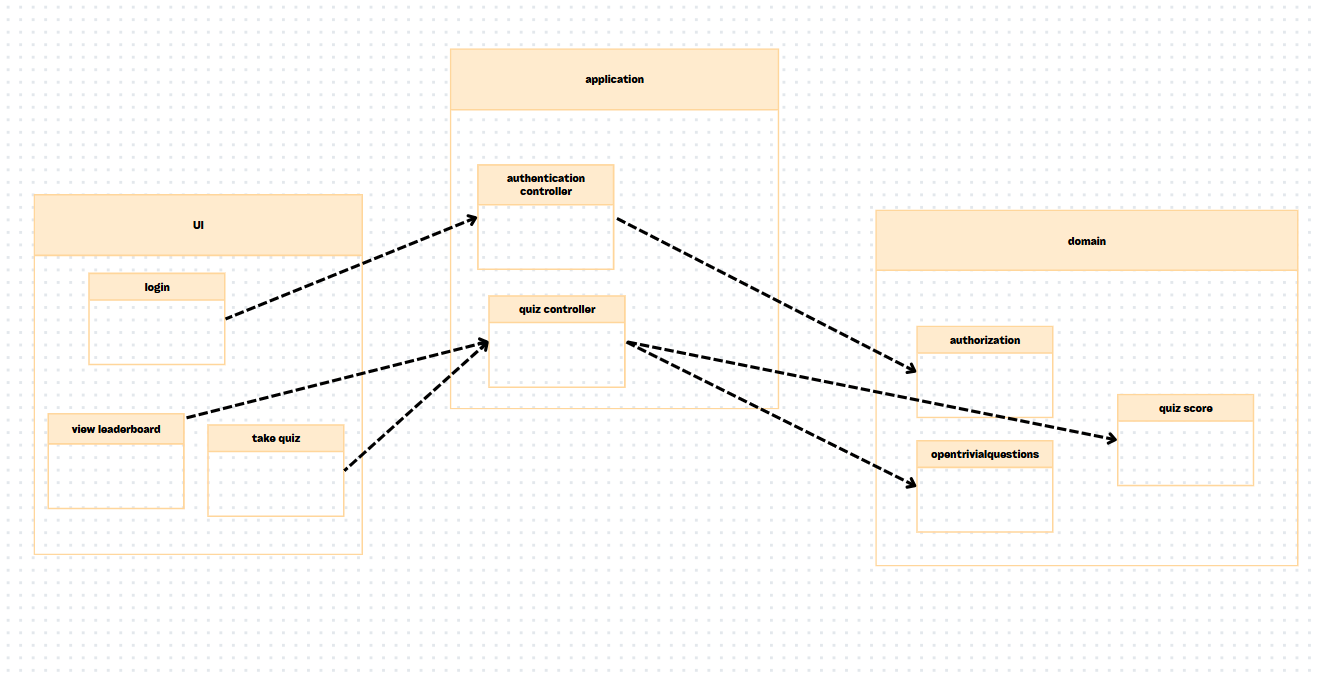 application
authentication
controller
quiz controller
UI
login
view leaderboard
take quiz
domain
authorization
quiz score
opentrivialquestions